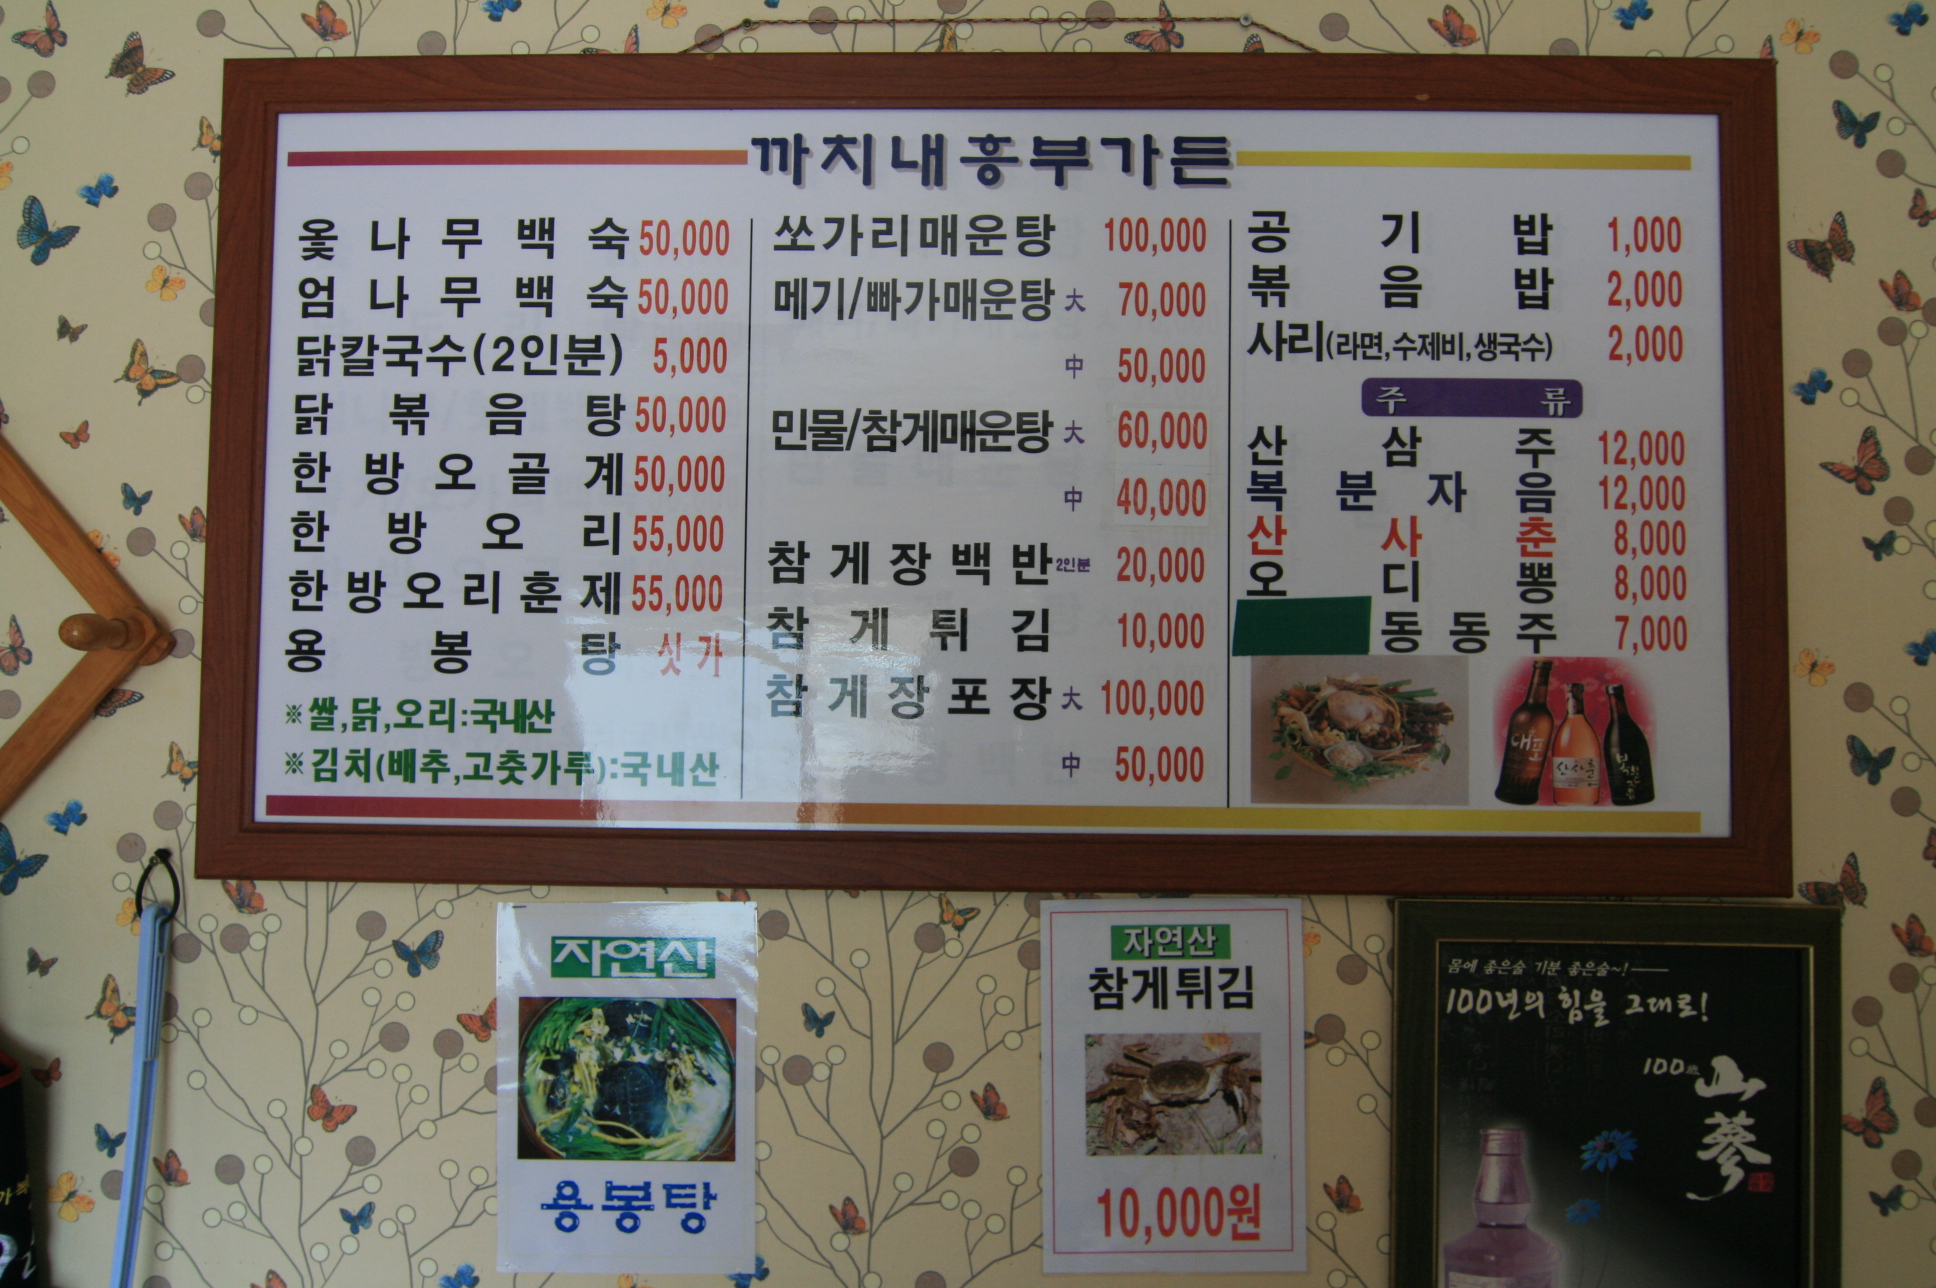 까치내흥부가든
옻나무백숙 50,000
엄나무백숙 50,000
닭칼국수(2인분) 5,000
닭볶음탕 50,000
한방오골계 50,000
한방오리 55,000
한방오리훈제 55,000
용봉탕 싯가
※쌀,닭,오리:국내산
※김치(배추,고춧가루):국내산
쏘가리매운탕 100,000
메기/빠가매운탕 大 70,000
中 50,000
민물/참게매운탕 大 60,000
中 40,000
참게장백반 2인분 20,000
참게튀김 10,000
참게장포장 大 100,000
中 50,000
공기밥 1,000
볶음밥 2,000
사리(라면,수제비,생국수) 2,000
주류
산삼주 12,000
복분자음 12,000
산사춘 8,000
오디뽕 8,000
동동주 7,000
대포
산사춘
자연산
용봉탕
자연산
참게튀김
10,000원
몸에 좋은술 기분 좋은술~!
100년의 힘을 그대로!
100歲
山蔘